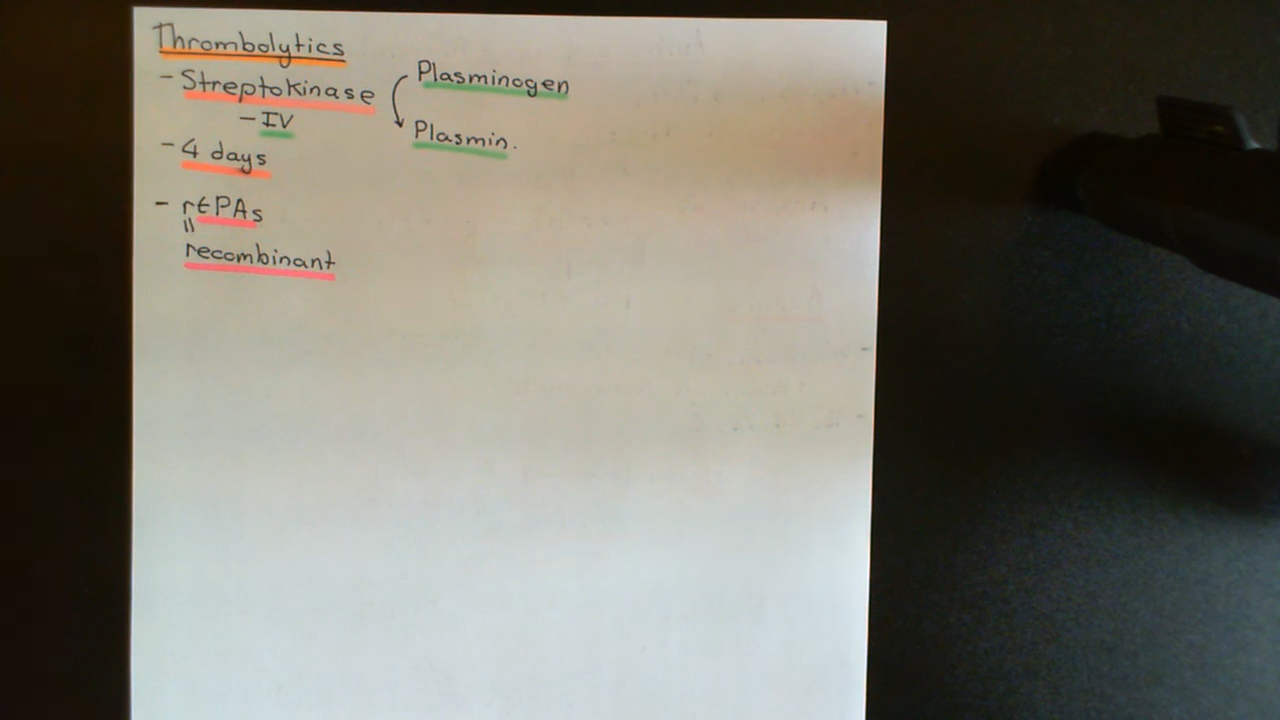 Thrombolytics
- Streptokinase
- IV
Plasminogen
Plasmin.
- 4 days
- rtPAs
recombinant